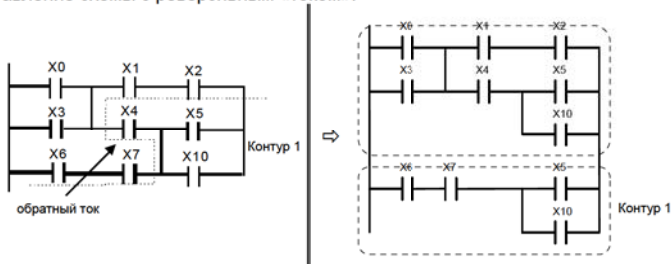 X0 X1 X2
X3 X4 X5
X6 X7 X10
Контур 1
обратный ток
⇨
X0 X1 X2
X3 X4 X5
X10
X6 X7 X5
X10
Контур 1